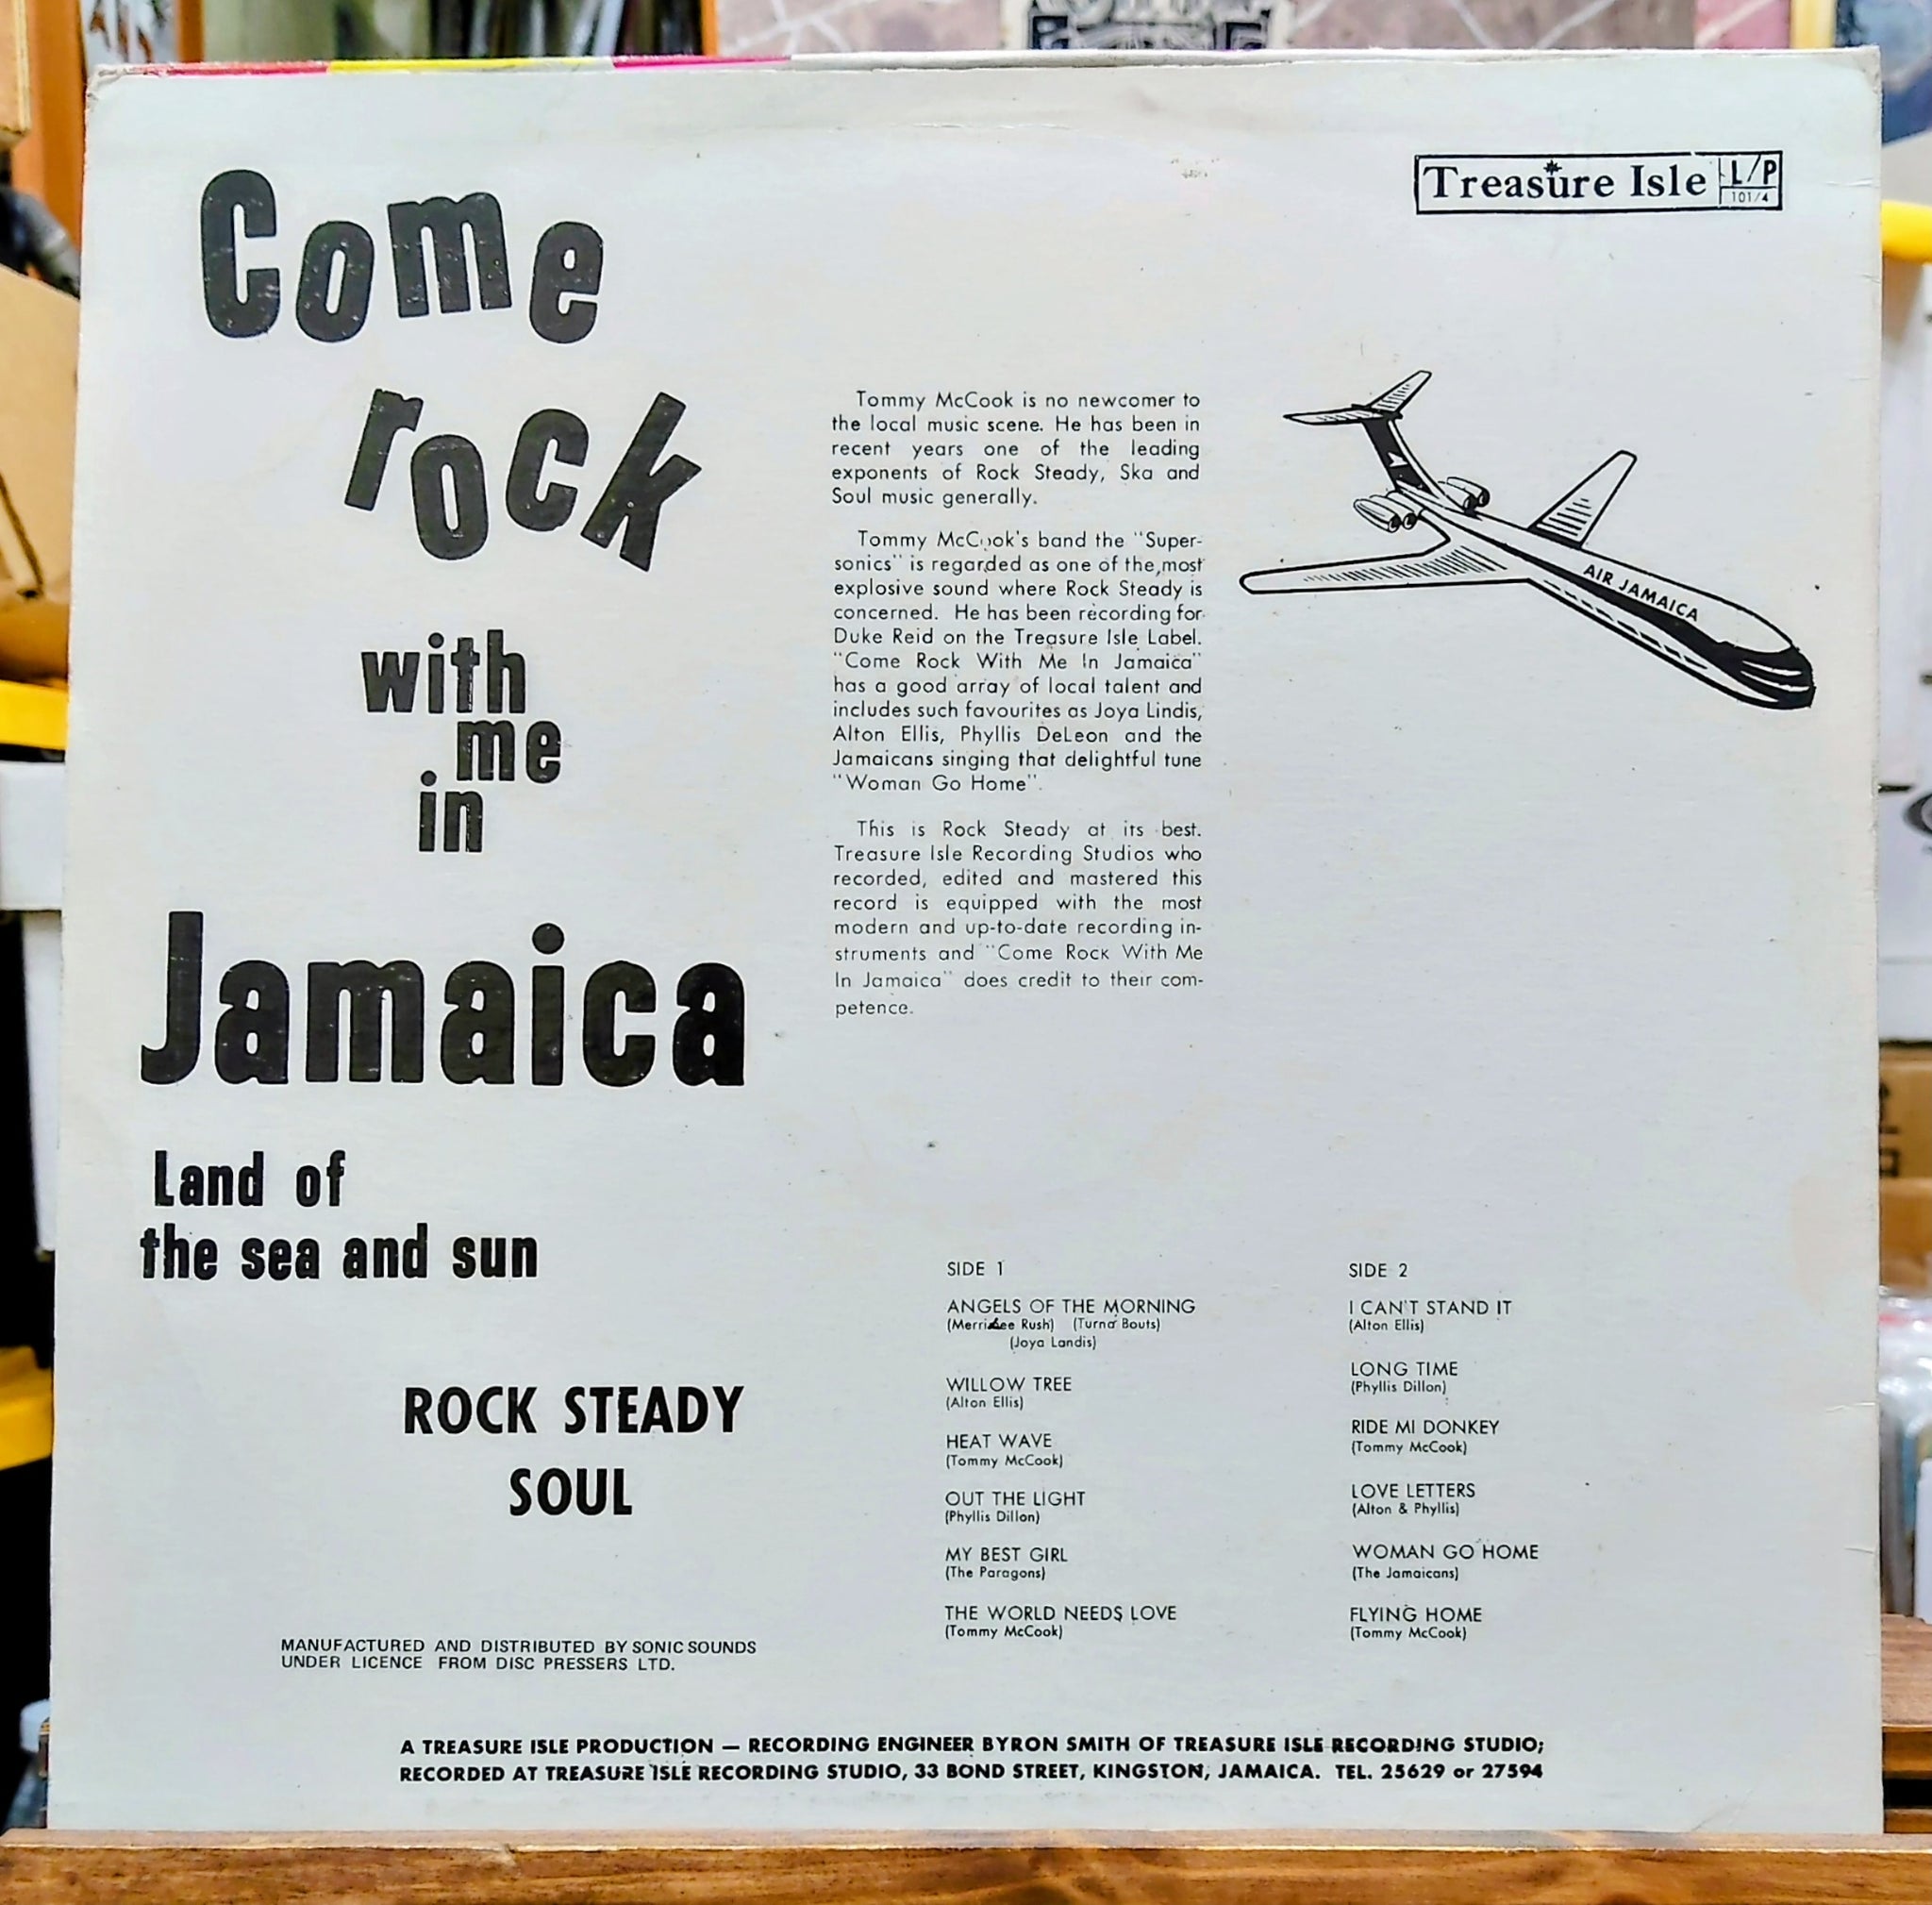 Come
rock
with
me
in
Jamaica
Land of
the sea and sun
ROCK STEADY
SOUL
MANUFACTURED AND DISTRIBUTED BY SONIC SOUNDS
UNDER LICENCE FROM DISC PRESSERS LTD.
Treasure Isle L/P
101/4
Tommy McCook is no newcomer to
the local music scene. He has been in
recent years one of the leading
exponents of Rock Steady, Ska and
Soul music generally.
Tommy McCook's band the "Super-
sonics" is regarded as one of the most
explosive sound where Rock Steady is
concerned. He has been recording for
Duke Reid on the Treasure Isle Label.
"Come Rock With Me In Jamaica"
has a good array of local talent and
includes such favourites as Joya Lindis,
Alton Ellis, Phyllis DeLeon and the
Jamaicans singing that delightful tune
"Woman Go Home".
This is Rock Steady at its best.
Treasure Isle Recording Studios who
recorded, edited and mastered this
record is equipped with the most
modern and up-to-date recording in-
struments and "Come Rock With Me
In Jamaica" does credit to their com-
petence.
AIR JAMAICA
SIDE 1
ANGELS OF THE MORNING
(Merrilee Rush) (Turna Bouts)
(Joya Landis)
WILLOW TREE
(Alton Ellis)
HEAT WAVE
(Tommy McCook)
OUT THE LIGHT
(Phyllis Dillon)
MY BEST GIRL
(The Paragons)
THE WORLD NEEDS LOVE
(Tommy McCook)
SIDE 2
I CAN'T STAND IT
(Alton Ellis)
LONG TIME
(Phyllis Dillon)
RIDE MI DONKEY
(Tommy McCook)
LOVE LETTERS
(Alton & Phyllis)
WOMAN GO HOME
(The Jamaicans)
FLYING HOME
(Tommy McCook)
A TREASURE ISLE PRODUCTION — RECORDING ENGINEER BYRON SMITH OF TREASURE ISLE RECORDING STUDIO;
RECORDED AT TREASURE ISLE RECORDING STUDIO, 33 BOND STREET, KINGSTON, JAMAICA. TEL. 25629 or 27594